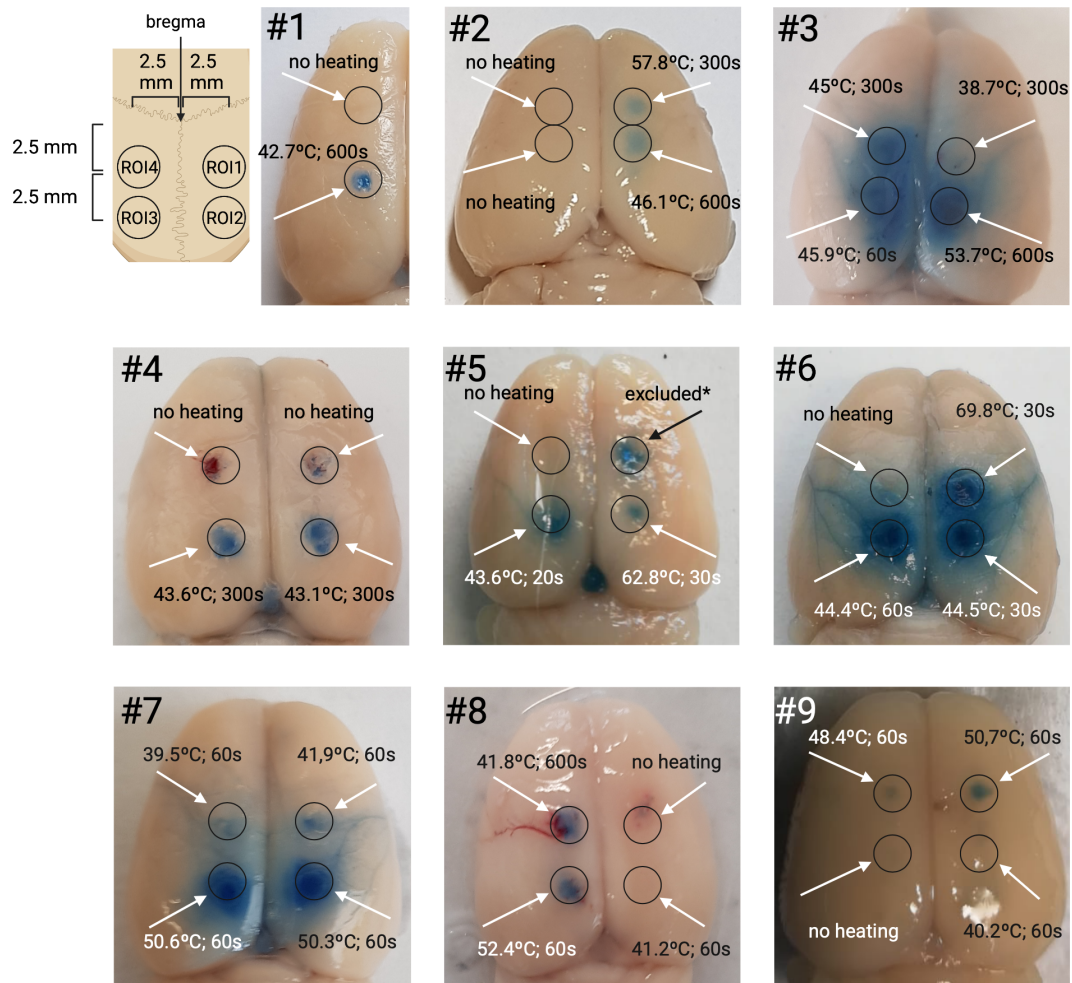 bregma
2.5
mm
2.5
mm
2.5 mm
2.5 mm
ROI4
ROI1
ROI3
ROI2
#1
no heating
42.7ºC; 600s
#2
no heating
57.8ºC; 300s
no heating
46.1ºC; 600s
#3
45ºC; 300s
38.7ºC; 300s
45.9ºC; 60s
53.7ºC; 600s
#4
no heating
no heating
43.6ºC; 300s
43.1ºC; 300s
#5
no heating
excluded*
43.6ºC; 20s
62.8ºC; 30s
#6
no heating
69.8ºC; 30s
44.4ºC; 60s
44.5ºC; 30s
#7
39.5ºC; 60s
41,9ºC; 60s
50.6ºC; 60s
50.3ºC; 60s
#8
41.8ºC; 600s
no heating
52.4ºC; 60s
41.2ºC; 60s
#9
48.4ºC; 60s
50,7ºC; 60s
no heating
40.2ºC; 60s